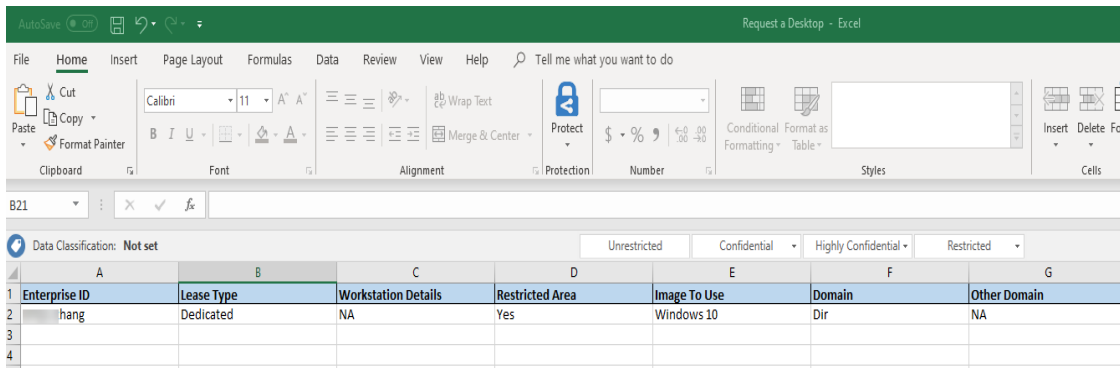 AutoSave Off Request a Desktop - Excel
File Home Insert Page Layout Formulas Data Review View Help Tell me what you want to do
Cut
Copy
Format Painter
Paste
Calibri 11 A^ A˅
B I U A
ab Wrap Text
Merge & Center
Protect
$ % , .00 .00
Conditional Formatting
Format as Table
Insert Delete
Clipboard Font Alignment Protection Number Styles Cells
B21 fx
Data Classification: Not set Unrestricted Confidential Highly Confidential Restricted
A B C D E F G
1 Enterprise ID Lease Type Workstation Details Restricted Area Image To Use Domain Other Domain
2 hang Dedicated NA Yes Windows 10 Dir NA
3
4